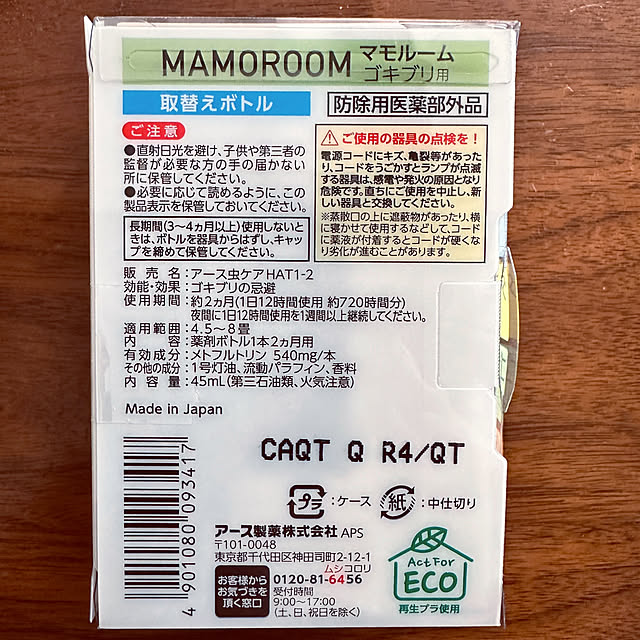 MAMOROOM マモルーム
ゴキブリ用
取替えボトル
防除用医薬部外品
ご注意
●直射日光を避け、子供や第三者の
監督が必要な方の手の届かない
所に保管してください。
●必要に応じて読めるように、この
製品表示を保管しておいてください。
長期間(3〜4ヵ月以上)使用しないと
きは、ボトルを器具からはずし、キャッ
プを締めて保管してください。
ご使用の器具の点検を!
電源コードにキズ、亀裂等があった
り、コードをうごかすとランプが点滅
する器具は、感電や発火の原因となり
危険です。直ちにご使用を中止し、新
しい器具と交換してください。
※蒸散口の上に遮蔽物があったり、横
に寝かせて使用するなどして、コード
に薬液が付着するとコードが硬くな
り劣化が進むことがあります。
販売名:アース虫ケアHAT1-2
効能・効果:ゴキブリの忌避
使用期間:約2ヵ月(1日12時間使用 約720時間分)
夜間に1日12時間使用を1週間以上継続してください。
適用範囲:4.5〜8畳
内容:薬剤ボトル1本2ヵ月用
有効成分:メトフルトリン 540mg/本
その他の成分:1号灯油、流動パラフィン、香料
内容量:45mL(第三石油類、火気注意)
Made in Japan
CAQT Q R4/QT
プラ:ケース 紙:中仕切り
アース製薬株式会社 APS
〒101-0048
東京都千代田区神田司町2-12-1
お客様から
お気づきを
頂く窓口
ムシコロリ
0120-81-6456
受付時間
9:00〜17:00
(土、日、祝日を除く)
Act For
ECO
再生プラ使用
4 901080 093417